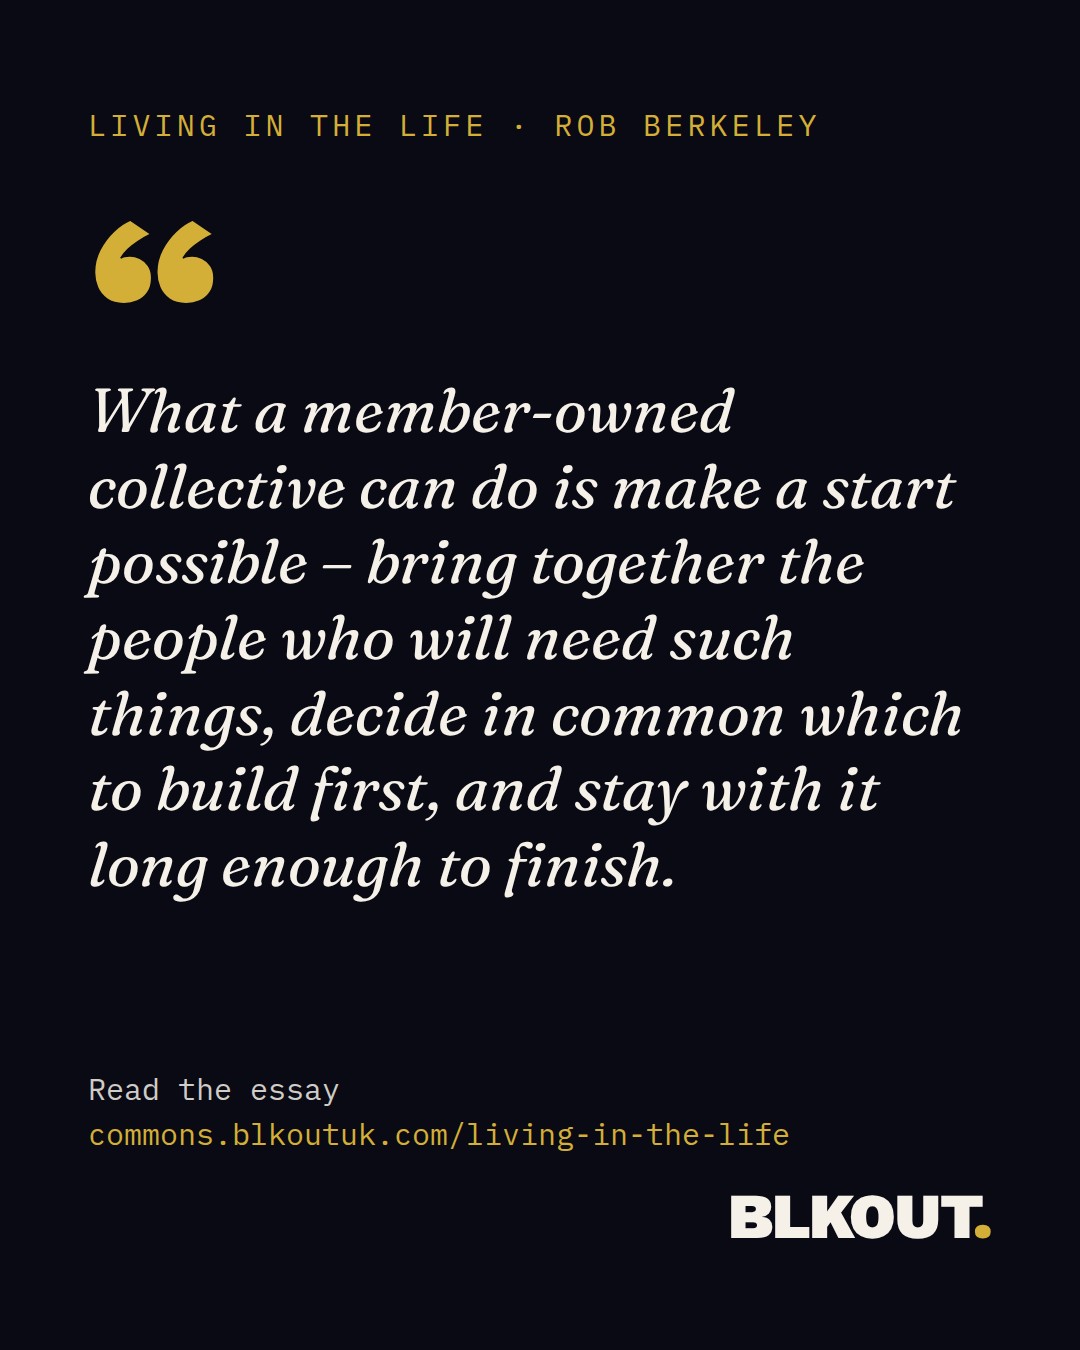 LIVING IN THE LIFE · ROB BERKELEY
“
What a member-owned
collective can do is make a start
possible – bring together the
people who will need such
things, decide in common which
to build first, and stay with it
long enough to finish.
Read the essay
commons.blkoutuk.com/living-in-the-life
BLKOUT.